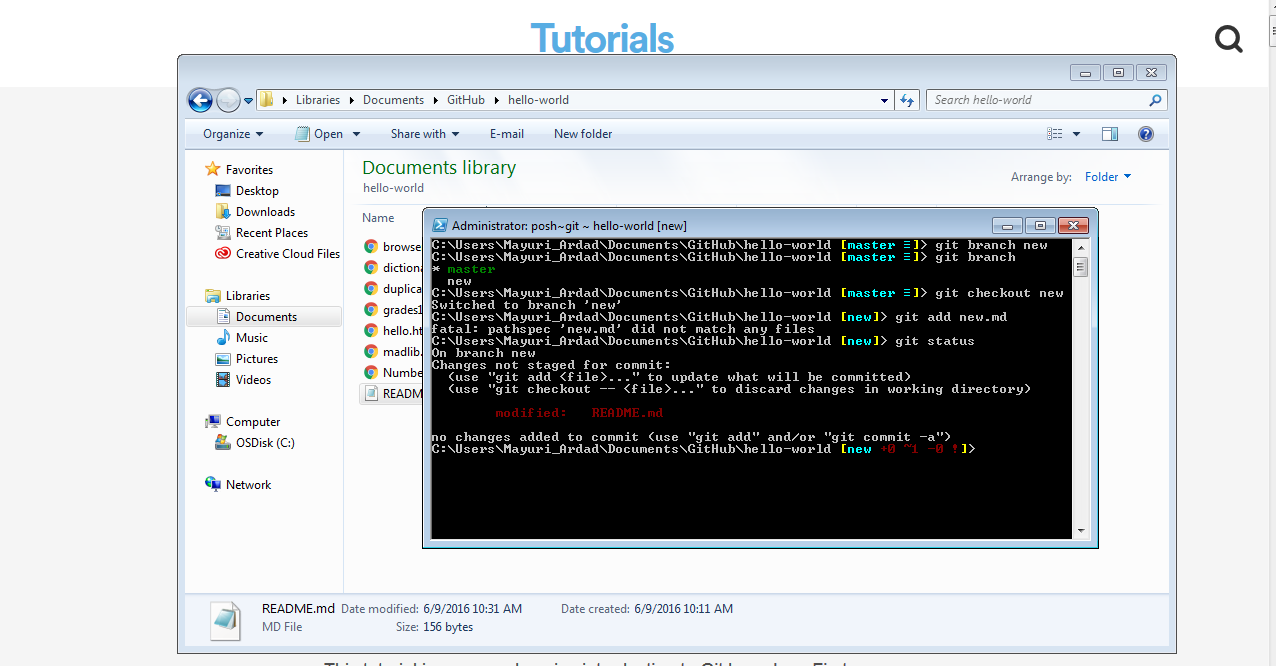 Tutorials
Libraries Documents GitHub hello-world
Search hello-world
Organize Open Share with E-mail New folder
Favorites
Desktop
Downloads
Recent Places
Creative Cloud Files
Libraries
Documents
Music
Pictures
Videos
Computer
OSDisk (C:)
Network
Documents library
hello-world
Arrange by: Folder
Name
browse
dictiona
duplica
grades1
hello.ht
madlib.
Numbe
READM
Administrator: posh~git ~ hello-world [new]
C:\Users\Mayuri_Ardad\Documents\GitHub\hello-world [master ≡]> git branch new
C:\Users\Mayuri_Ardad\Documents\GitHub\hello-world [master ≡]> git branch
* master
new
C:\Users\Mayuri_Ardad\Documents\GitHub\hello-world [master ≡]> git checkout new
Switched to branch 'new'
C:\Users\Mayuri_Ardad\Documents\GitHub\hello-world [new]> git add new.md
fatal: pathspec 'new.md' did not match any files
C:\Users\Mayuri_Ardad\Documents\GitHub\hello-world [new]> git status
On branch new
Changes not staged for commit:
(use "git add <file>..." to update what will be committed)
(use "git checkout -- <file>..." to discard changes in working directory)
modified: README.md
no changes added to commit (use "git add" and/or "git commit -a")
C:\Users\Mayuri_Ardad\Documents\GitHub\hello-world [new +0 ~1 -0 !]>
README.md Date modified: 6/9/2016 10:31 AM Date created: 6/9/2016 10:11 AM
MD File Size: 156 bytes